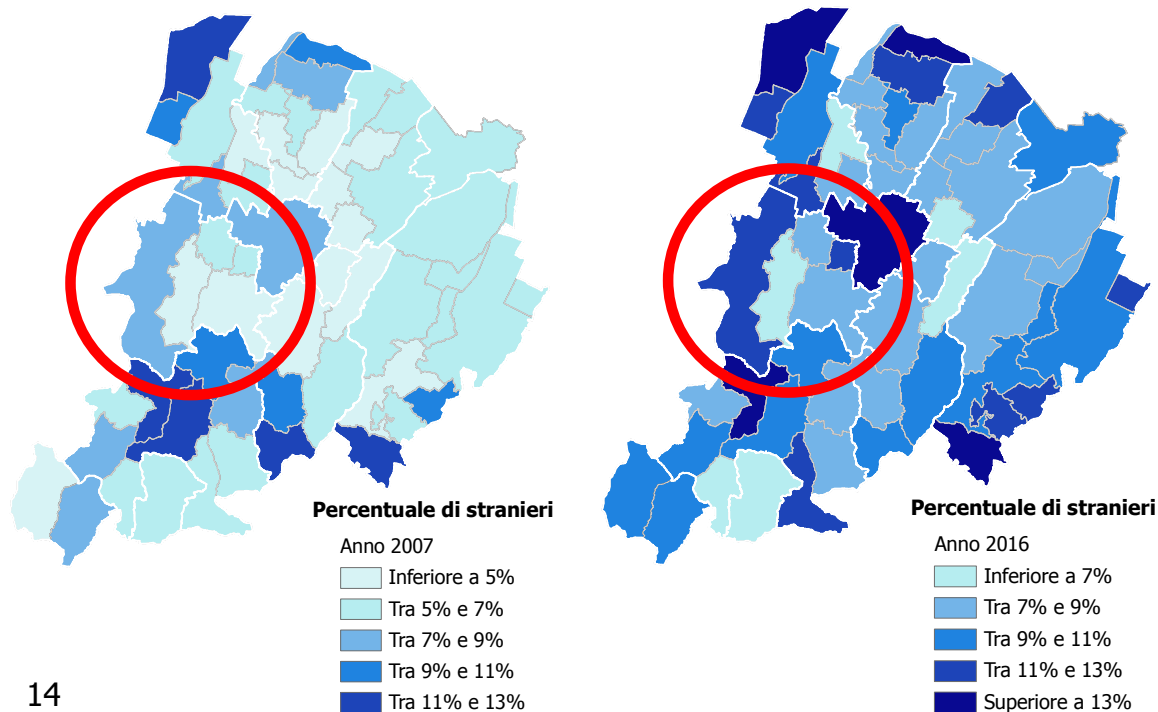 Percentuale di stranieri
Anno 2007
Inferiore a 5%
Tra 5% e 7%
Tra 7% e 9%
Tra 9% e 11%
Tra 11% e 13%
Percentuale di stranieri
Anno 2016
Inferiore a 7%
Tra 7% e 9%
Tra 9% e 11%
Tra 11% e 13%
Superiore a 13%
14